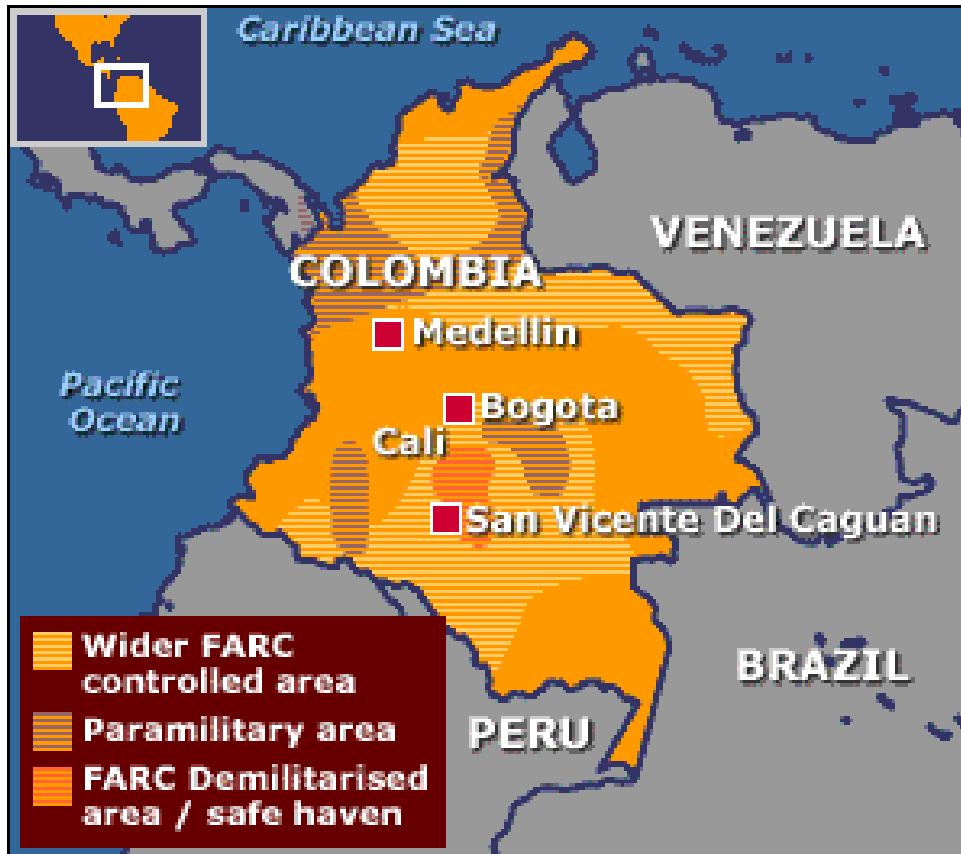 Caribbean Sea
VENEZUELA
COLOMBIA
Medellin
Pacific
Ocean
Bogota
Cali
San Vicente Del Caguan
BRAZIL
PERU
Wider FARC
controlled area
Paramilitary area
FARC Demilitarised
area / safe haven